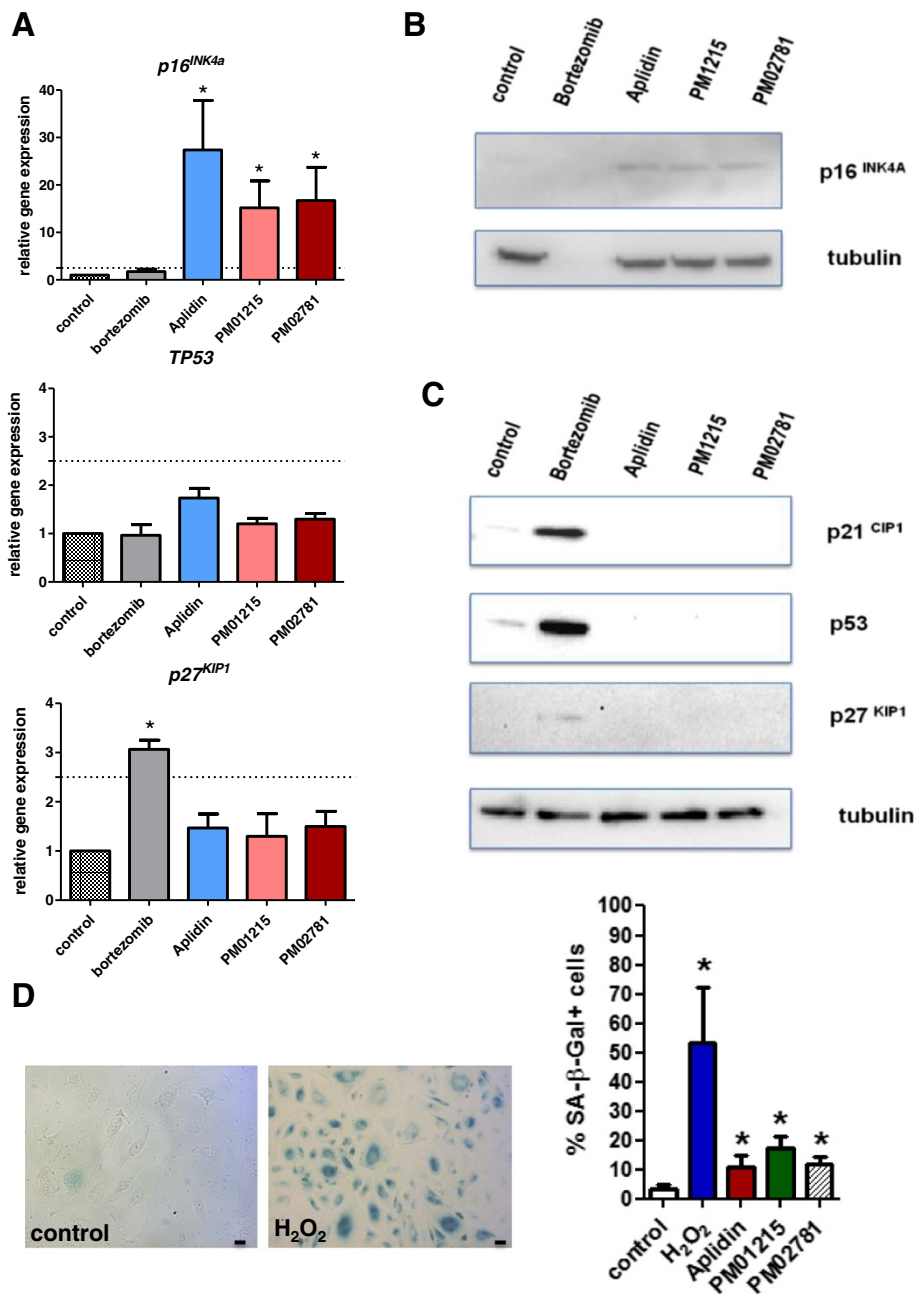 A
p16^INK4a
relative gene expression
40
30
20
10
0
*
*
*
control
bortezomib
Aplidin
PM01215
PM02781
TP53
relative gene expression
4
3
2
1
0
control
bortezomib
Aplidin
PM01215
PM02781
p27^KIP1
relative gene expression
4
3
2
1
0
*
control
bortezomib
Aplidin
PM01215
PM02781
B
control
Bortezomib
Aplidin
PM1215
PM02781
p16 INK4A
tubulin
C
control
Bortezomib
Aplidin
PM1215
PM02781
p21 CIP1
p53
p27 KIP1
tubulin
D
control
H₂O₂
% SA-β-Gal+ cells
100
90
80
70
60
50
40
30
20
10
0
*
*
*
*
control
H₂O₂
Aplidin
PM01215
PM02781